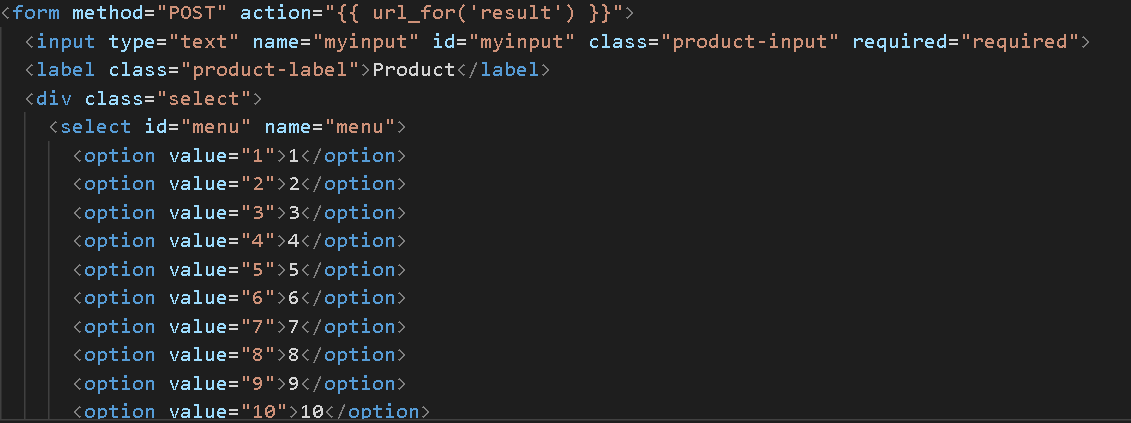 <form method="POST" action="{{ url_for('result') }}">
<input type="text" name="myinput" id="myinput" class="product-input" required="required">
<label class="product-label">Product</label>
<div class="select">
<select id="menu" name="menu">
<option value="1">1</option>
<option value="2">2</option>
<option value="3">3</option>
<option value="4">4</option>
<option value="5">5</option>
<option value="6">6</option>
<option value="7">7</option>
<option value="8">8</option>
<option value="9">9</option>
<option value="10">10</option>